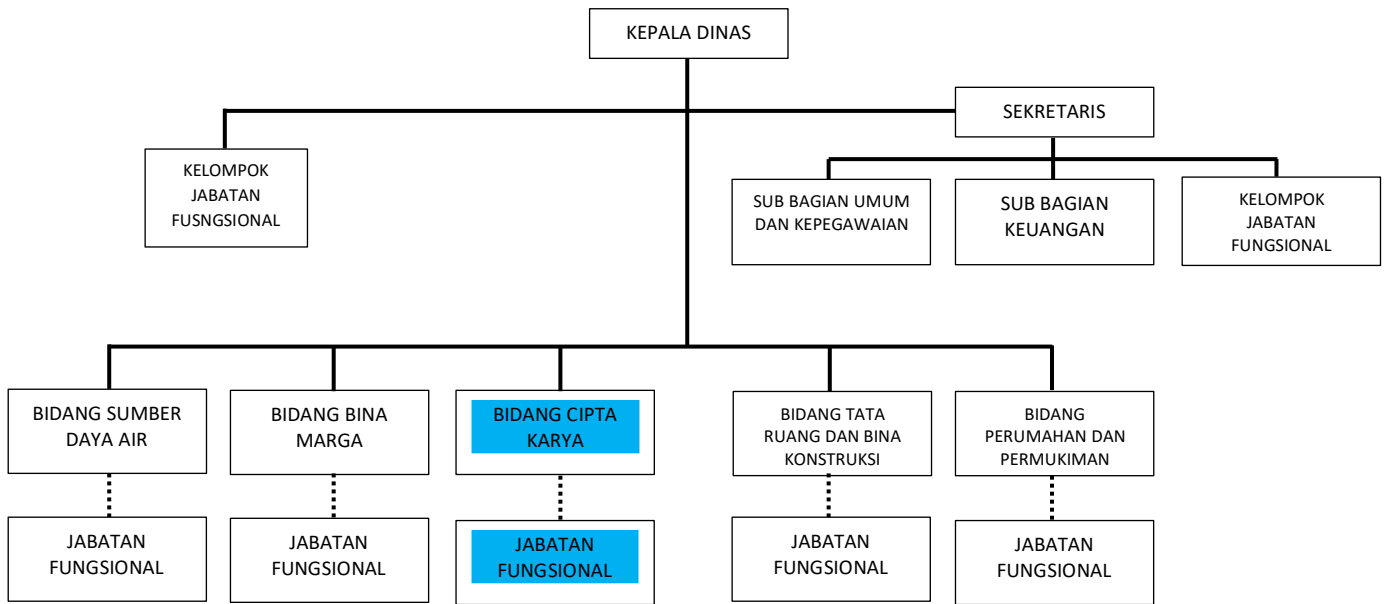 KEPALA DINAS
SEKRETARIS
KELOMPOK
JABATAN
FUSNGSIONAL
SUB BAGIAN UMUM
DAN KEPEGAWAIAN
SUB BAGIAN
KEUANGAN
KELOMPOK
JABATAN
FUNGSIONAL
BIDANG SUMBER
DAYA AIR
BIDANG BINA
MARGA
BIDANG CIPTA
KARYA
BIDANG TATA
RUANG DAN BINA
KONSTRUKSI
BIDANG
PERUMAHAN DAN
PERMUKIMAN
JABATAN
FUNGSIONAL
JABATAN
FUNGSIONAL
JABATAN
FUNGSIONAL
JABATAN
FUNGSIONAL
JABATAN
FUNGSIONAL